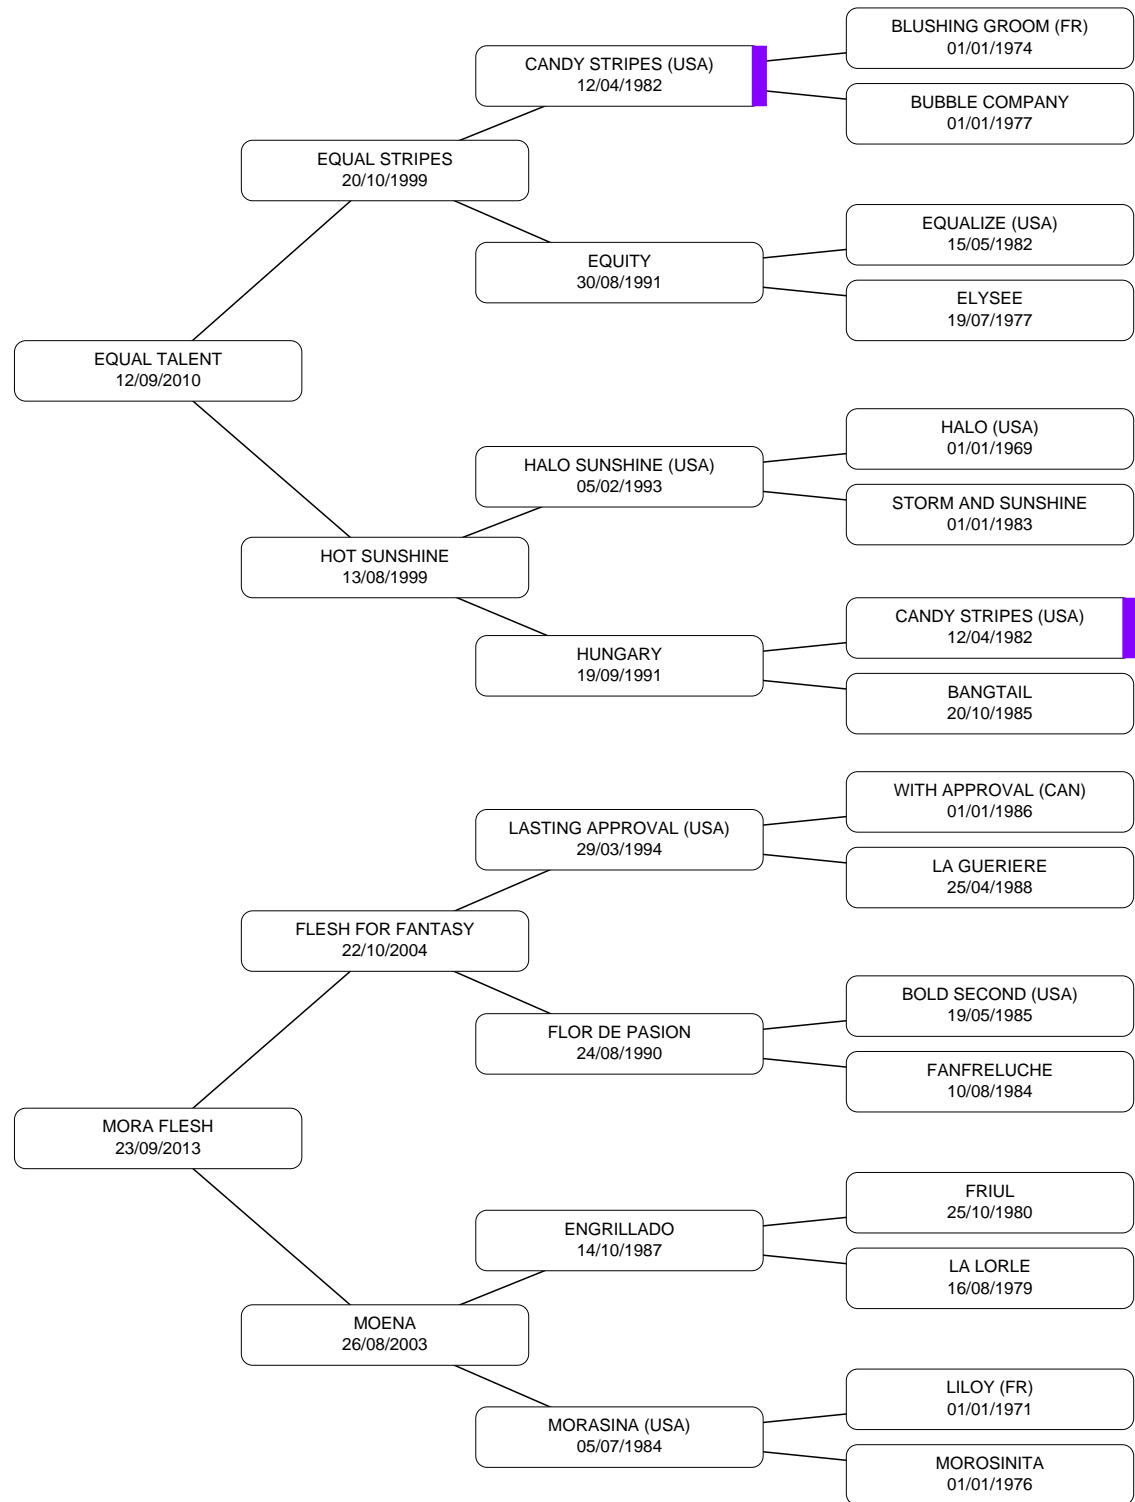 BLUSHING GROOM (FR)
01/01/1974
CANDY STRIPES (USA)
12/04/1982
BUBBLE COMPANY
01/01/1977
EQUAL STRIPES
20/10/1999
EQUALIZE (USA)
15/05/1982
EQUITY
30/08/1991
ELYSEE
19/07/1977
EQUAL TALENT
12/09/2010
HALO (USA)
01/01/1969
HALO SUNSHINE (USA)
05/02/1993
STORM AND SUNSHINE
01/01/1983
HOT SUNSHINE
13/08/1999
CANDY STRIPES (USA)
12/04/1982
HUNGARY
19/09/1991
BANGTAIL
20/10/1985
WITH APPROVAL (CAN)
01/01/1986
LASTING APPROVAL (USA)
29/03/1994
LA GUERIERE
25/04/1988
FLESH FOR FANTASY
22/10/2004
BOLD SECOND (USA)
19/05/1985
FLOR DE PASION
24/08/1990
FANFRELUCHE
10/08/1984
MORA FLESH
23/09/2013
FRIUL
25/10/1980
ENGRILLADO
14/10/1987
LA LORLE
16/08/1979
MOENA
26/08/2003
LILOY (FR)
01/01/1971
MORASINA (USA)
05/07/1984
MOROSINITA
01/01/1976